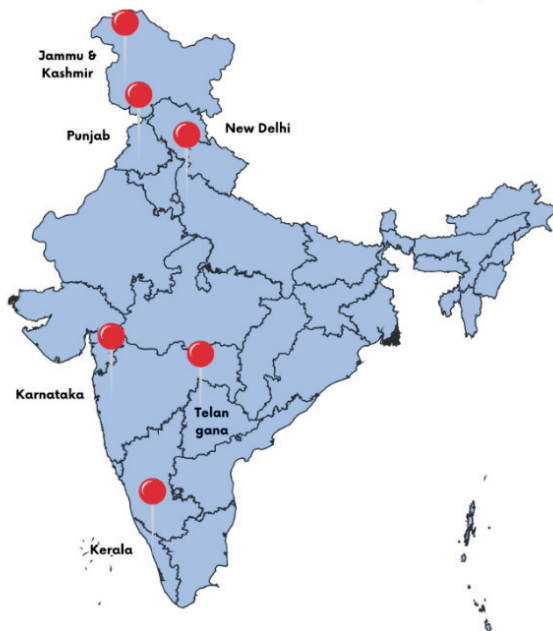 Jammu &
Kashmir
Punjab
New Delhi
Karnataka
Telan
gana
Kerala